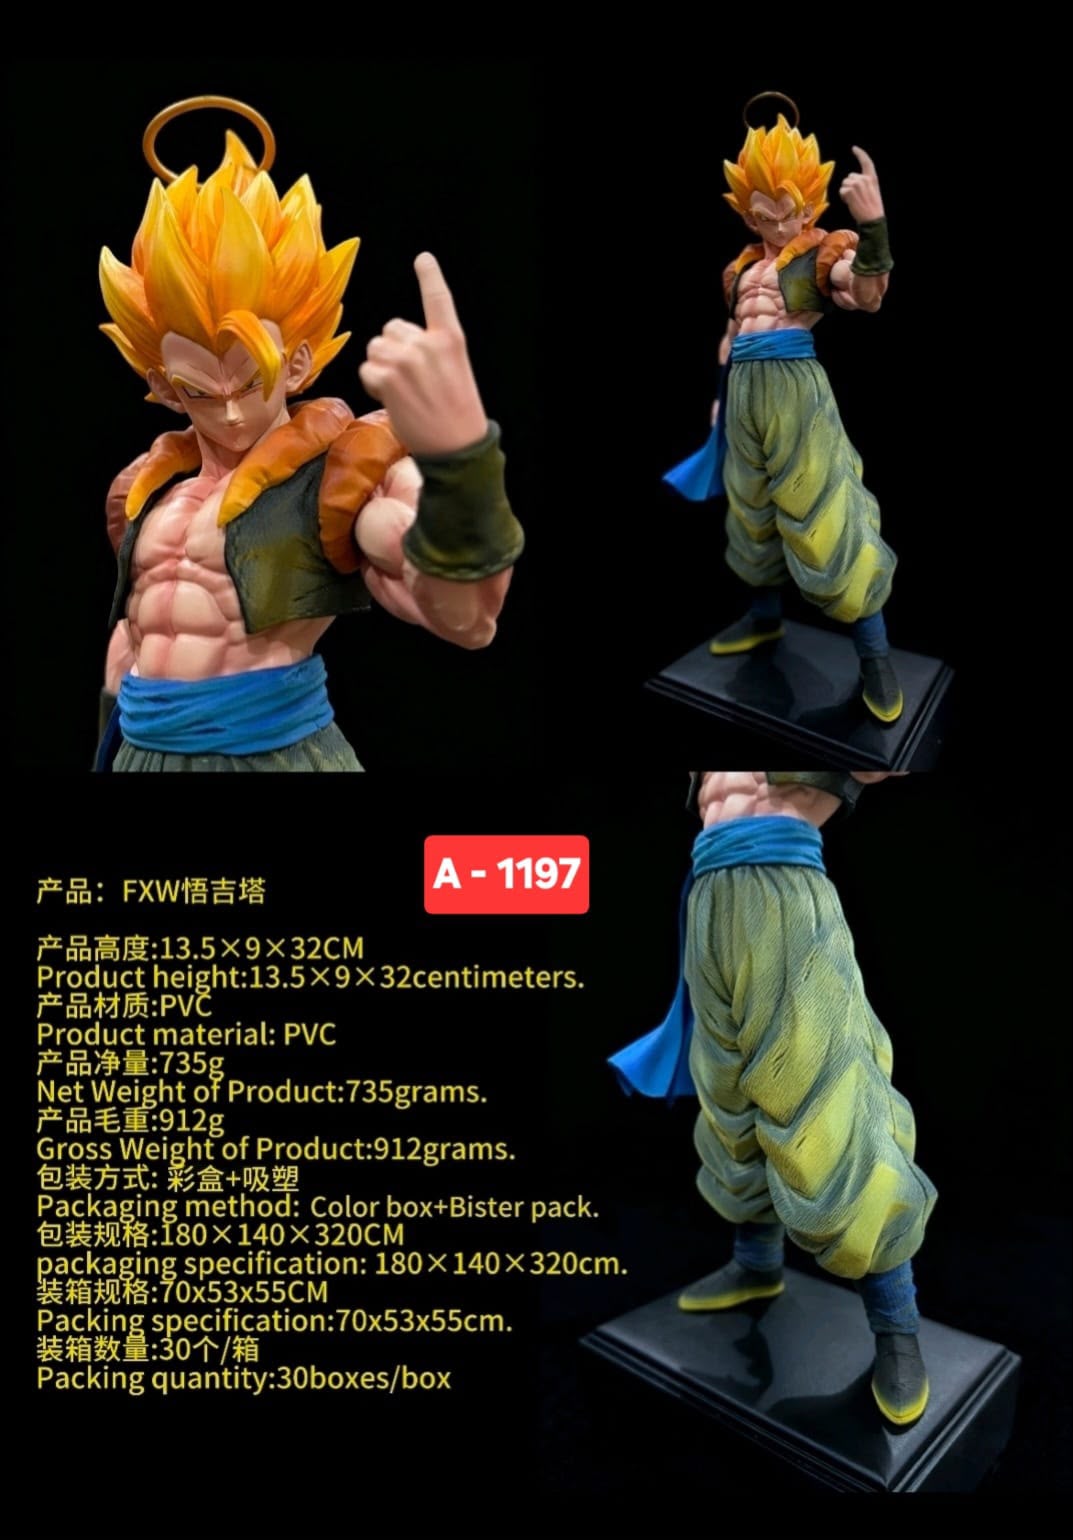 A - 1197
产品：FXW悟吉塔
产品高度:13.5×9×32CM
Product height:13.5×9×32centimeters.
产品材质:PVC
Product material: PVC
产品净量:735g
Net Weight of Product:735grams.
产品毛重:912g
Gross Weight of Product:912grams.
包装方式: 彩盒+吸塑
Packaging method: Color box+Bister pack.
包装规格:180×140×320CM
packaging specification: 180×140×320cm.
装箱规格:70x53x55CM
Packing specification:70x53x55cm.
装箱数量:30个/箱
Packing quantity:30boxes/box